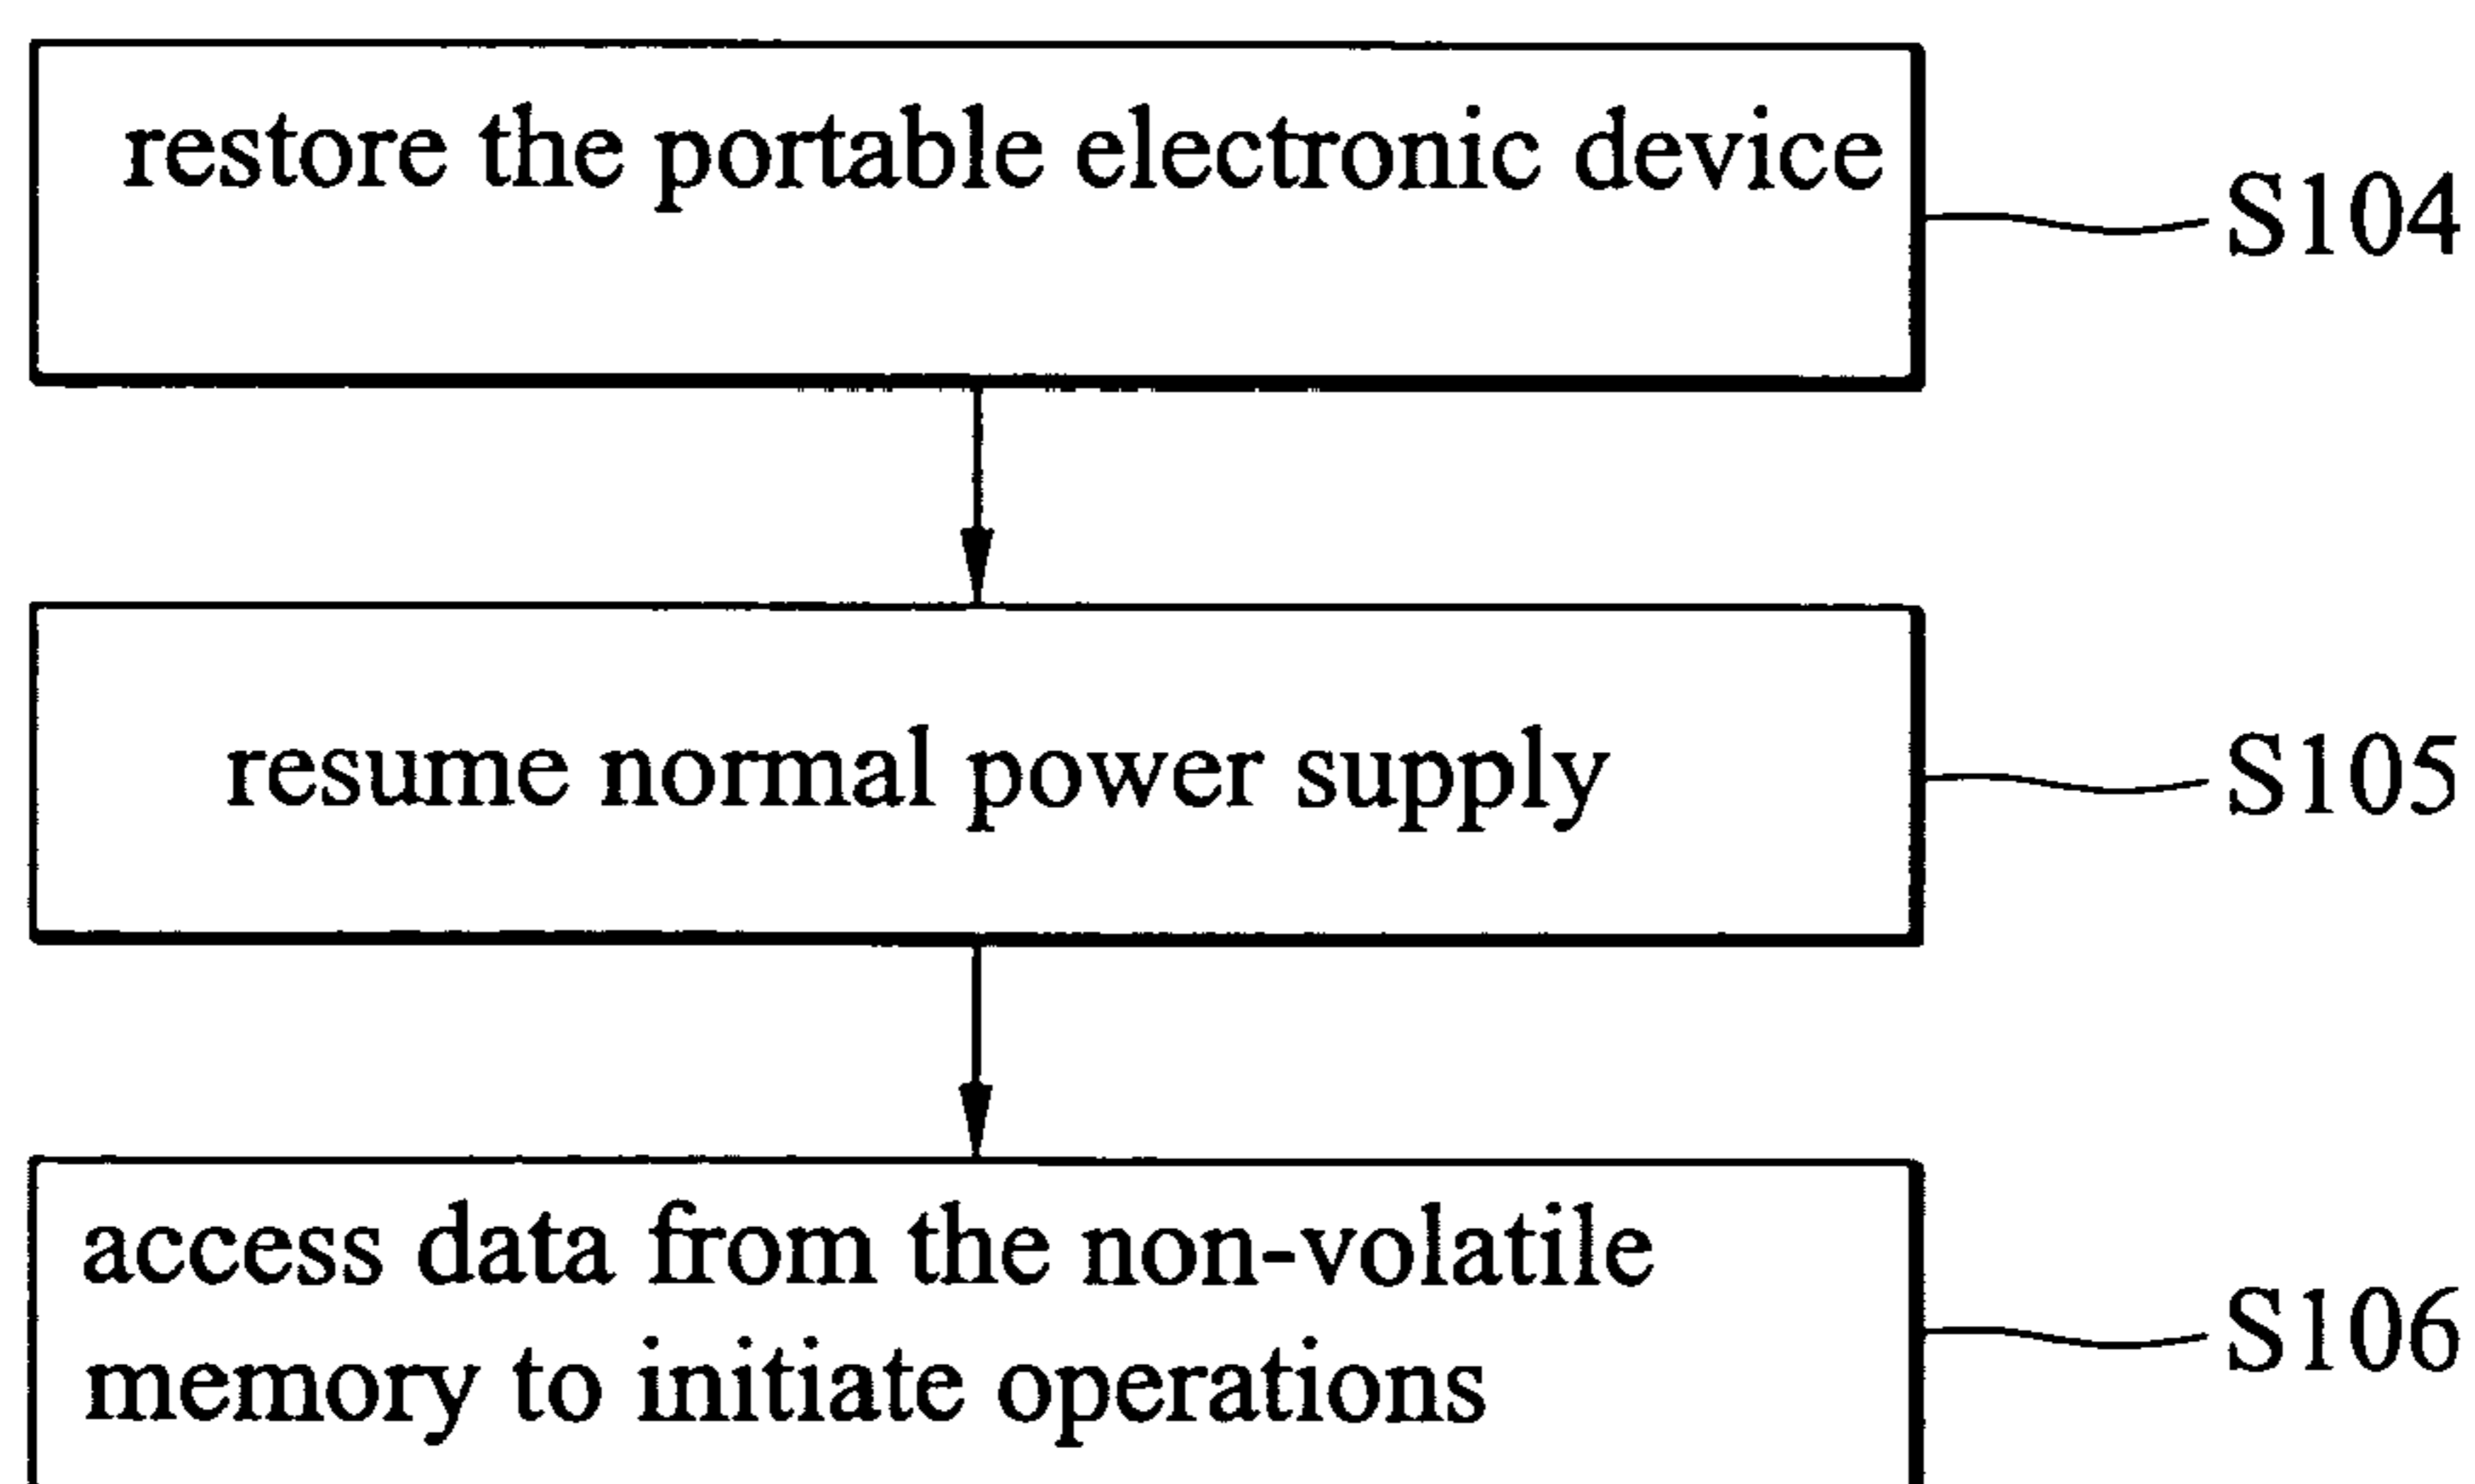 restore the portable electronic device
S104
resume normal power supply
S105
access data from the non-volatile
memory to initiate operations
S106